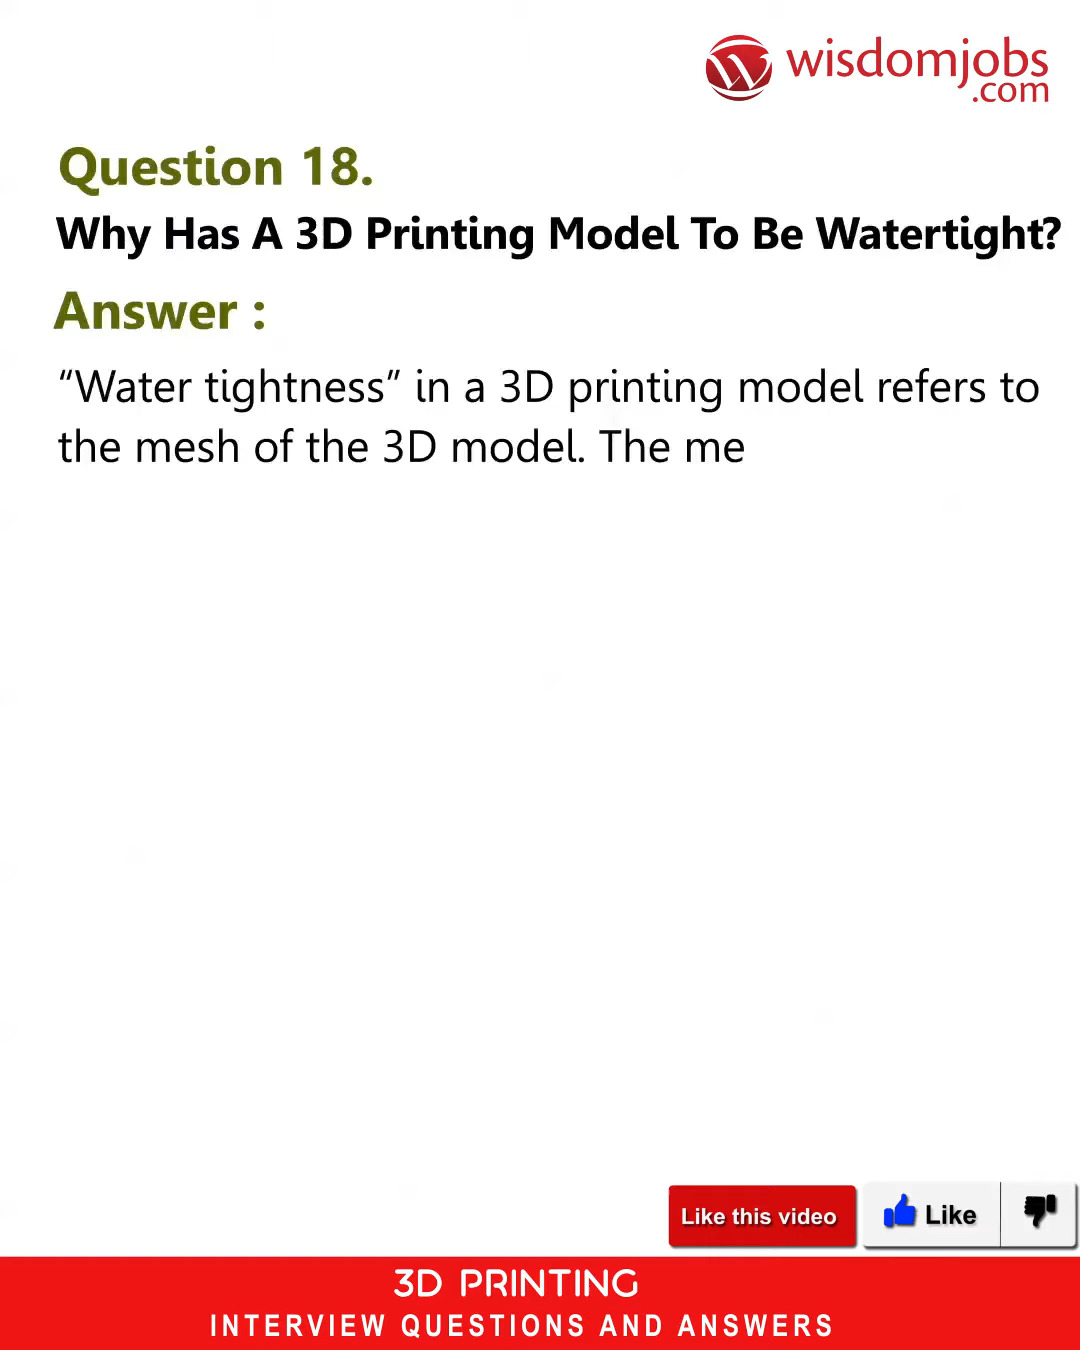 wisdomjobs
.com
Question 18.
Why Has A 3D Printing Model To Be Watertight?
Answer :
“Water tightness” in a 3D printing model refers to
the mesh of the 3D model. The me
Like this video
Like
3D PRINTING
INTERVIEW QUESTIONS AND ANSWERS